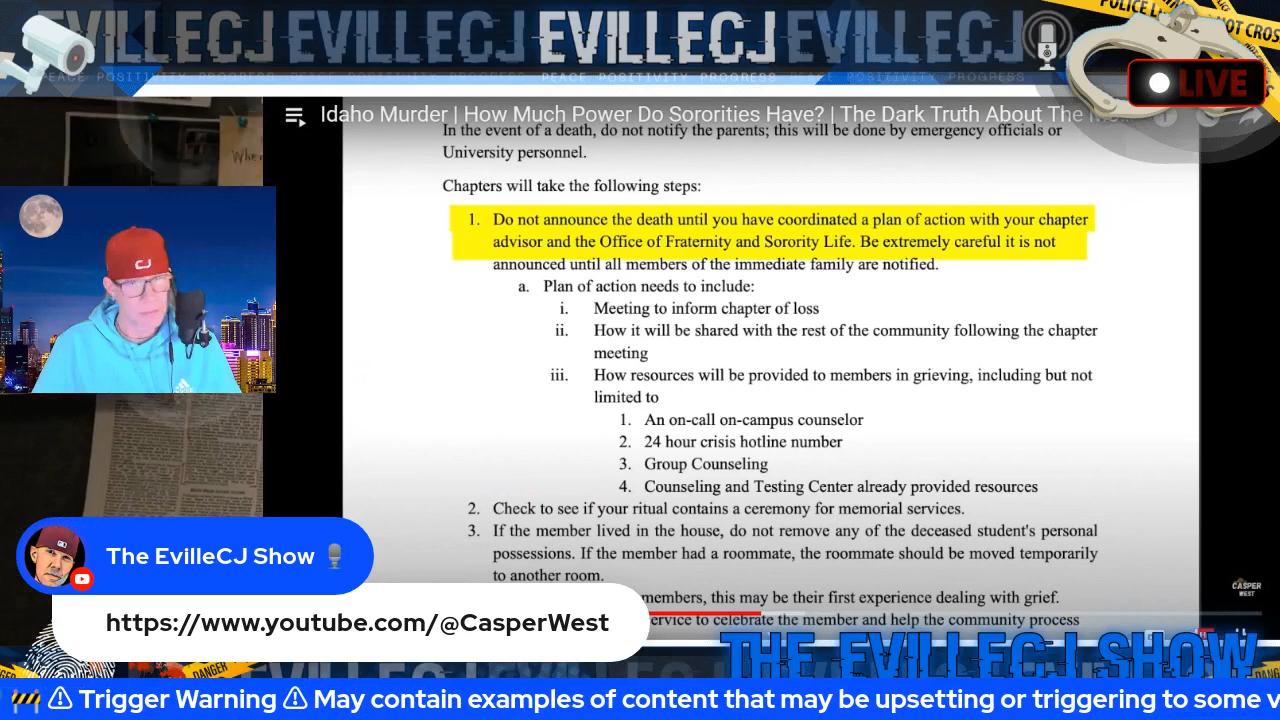 EVILLECJ EVILLECJ EVILLECJ EVILLECJ
PEACE POSITIVITY PROGRESS PEACE POSITIVITY PROGRESS PEACE POSITIVITY PROGRESS PEACE POSITIVITY PROGRESS
POLICE
NOT CROS
LIVE
Idaho Murder | How Much Power Do Sororities Have? | The Dark Truth About The
In the event of a death, do not notify the parents; this will be done by emergency officials or
University personnel.
Chapters will take the following steps:
1. Do not announce the death until you have coordinated a plan of action with your chapter
advisor and the Office of Fraternity and Sorority Life. Be extremely careful it is not
announced until all members of the immediate family are notified.
a. Plan of action needs to include:
i. Meeting to inform chapter of loss
ii. How it will be shared with the rest of the community following the chapter
meeting
iii. How resources will be provided to members in grieving, including but not
limited to
1. An on-call on-campus counselor
2. 24 hour crisis hotline number
3. Group Counseling
4. Counseling and Testing Center already provided resources
2. Check to see if your ritual contains a ceremony for memorial services.
3. If the member lived in the house, do not remove any of the deceased student's personal
possessions. If the member had a roommate, the roommate should be moved temporarily
to another room.
members, this may be their first experience dealing with grief.
ervice to celebrate the member and help the community process
CJ
CASPER
WEST
The EvilleCJ Show 🎙️
https://www.youtube.com/@CasperWest
THE EVILLECJ SHOW
DANGER
🚧 ⚠ Trigger Warning ⚠ May contain examples of content that may be upsetting or triggering to some v